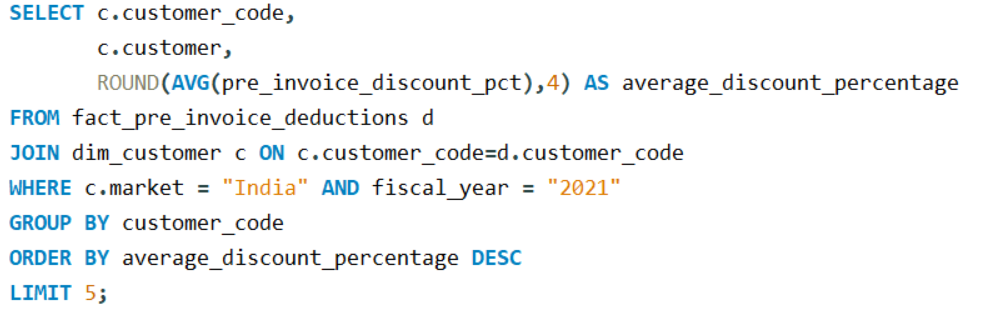 SELECT c.customer_code,
       c.customer,
       ROUND(AVG(pre_invoice_discount_pct),4) AS average_discount_percentage
FROM fact_pre_invoice_deductions d
JOIN dim_customer c ON c.customer_code=d.customer_code
WHERE c.market = "India" AND fiscal_year = "2021"
GROUP BY customer_code
ORDER BY average_discount_percentage DESC
LIMIT 5;